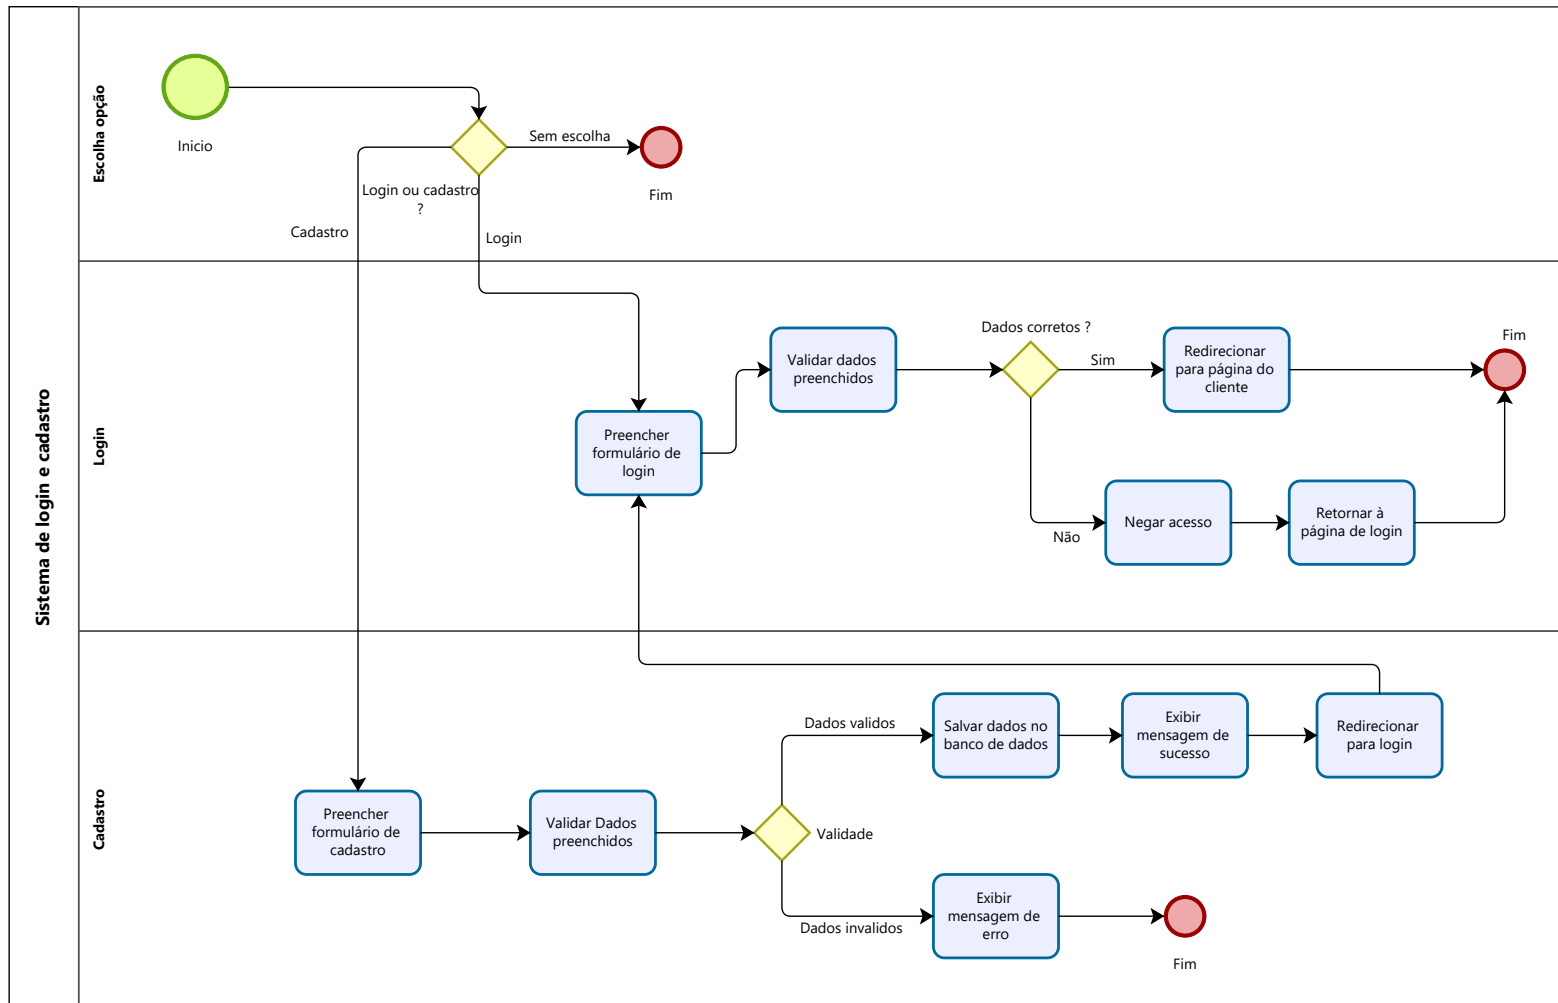 Sistema de login e cadastro
Escolha opção
Inicio
Login ou cadastro
?
Sem escolha
Fim
Cadastro
Login
Login
Preencher
formulário de
login
Validar dados
preenchidos
Dados corretos ?
Sim
Redirecionar
para página do
cliente
Fim
Não
Negar acesso
Retornar à
página de login
Cadastro
Preencher
formulário de
cadastro
Validar Dados
preenchidos
Validade
Dados validos
Salvar dados no
banco de dados
Exibir
mensagem de
sucesso
Redirecionar
para login
Dados invalidos
Exibir
mensagem de
erro
Fim